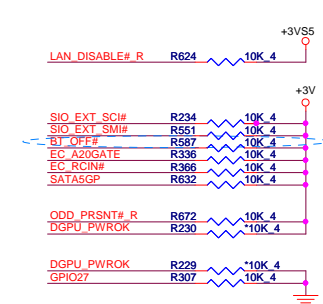 +3VS5
LAN_DISABLE#_R R624 10K_4
+3V
SIO_EXT_SCI# R234 10K_4
SIO_EXT_SMI# R551 10K_4
BT_OFF# R587 10K_4
EC_A20GATE R336 10K_4
EC_RCIN# R366 10K_4
SATA5GP R632 10K_4
ODD_PRSNT#_R R672 10K_4
DGPU_PWROK R230 *10K_4
DGPU_PWROK R229 *10K_4
GPIO27 R307 10K_4